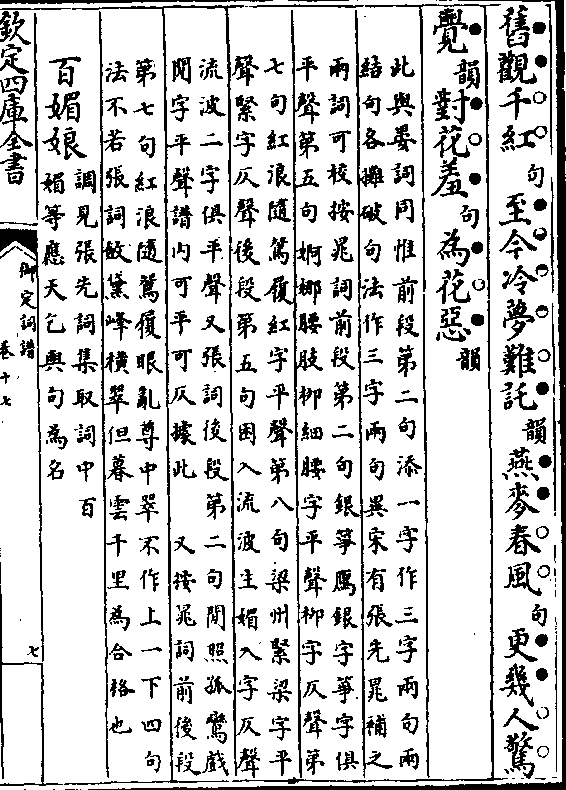 舊觀千紅句至今冷夢難託韻燕麥春風句更幾人驚
覺韻對花羞句為花惡韻
此與晏詞同惟前段第二句添一字作三字兩句兩
結句各攤破句法作三字兩句異宋有張先晁補之
兩詞可校按晁詞前段第二句銀箏鴈銀字箏字俱
平聲第五句婀娜腰肢柳細腰字平聲柳字仄聲第
七句紅浪隨鴛履紅字平聲第八句梁州緊梁字平
聲緊字仄聲後段第五句困入流波生媚入字仄聲
流波二字俱平聲又張詞後段第二句閒照孤鸞戲
閒字平聲譜內可平可仄據此 又按晁詞前後段
第七句紅浪隨鴛履眼亂尊中翠不作上一下四句
法不若張詞斂黛峰橫翠但暮雲千里為合格也
百媚娘
調見張先詞集取詞中百
媚等應天乞與句為名
欽定四庫全書
御定詞譜
卷十七
七